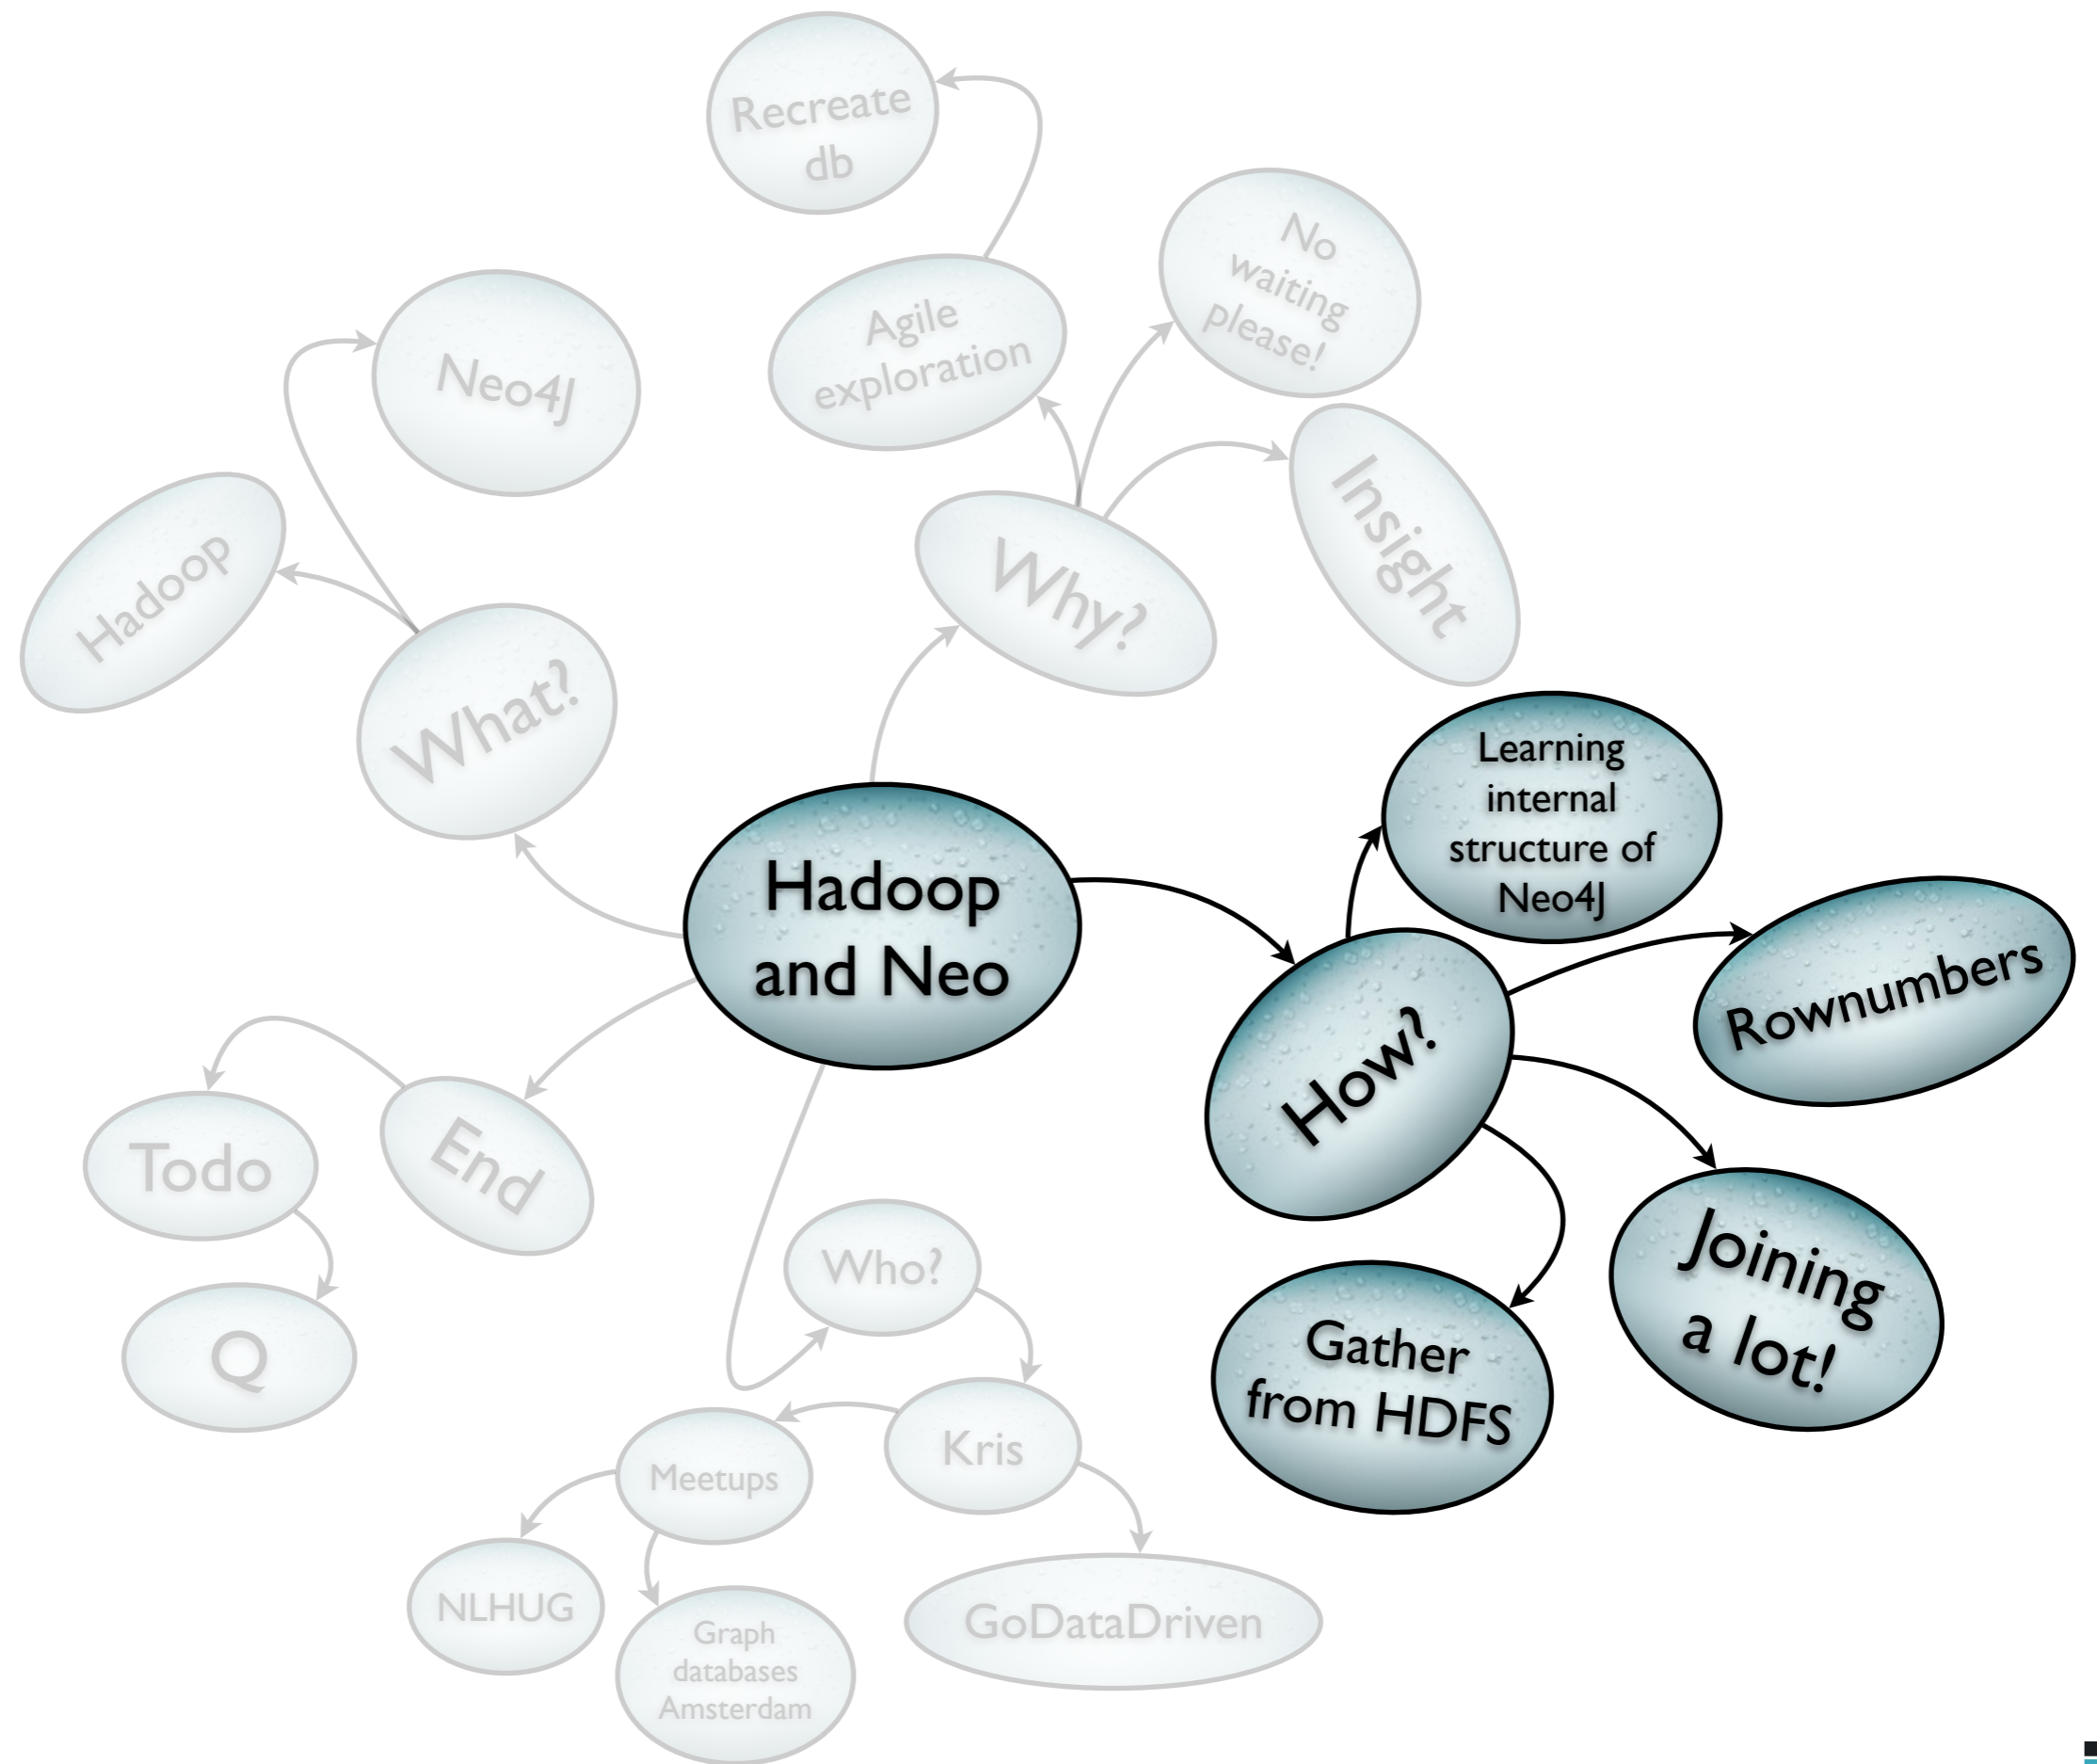 Recreate
db
No
waiting
please!
Agile
exploration
Neo4J
Insight
Hadoop
Why?
What?
Learning
internal
structure of
Neo4J
Hadoop
and Neo
Rownumbers
How?
Todo
End
Joining
a lot!
Who?
Q
Gather
from HDFS
Kris
Meetups
NLHUG
GoDataDriven
Graph
databases
Amsterdam